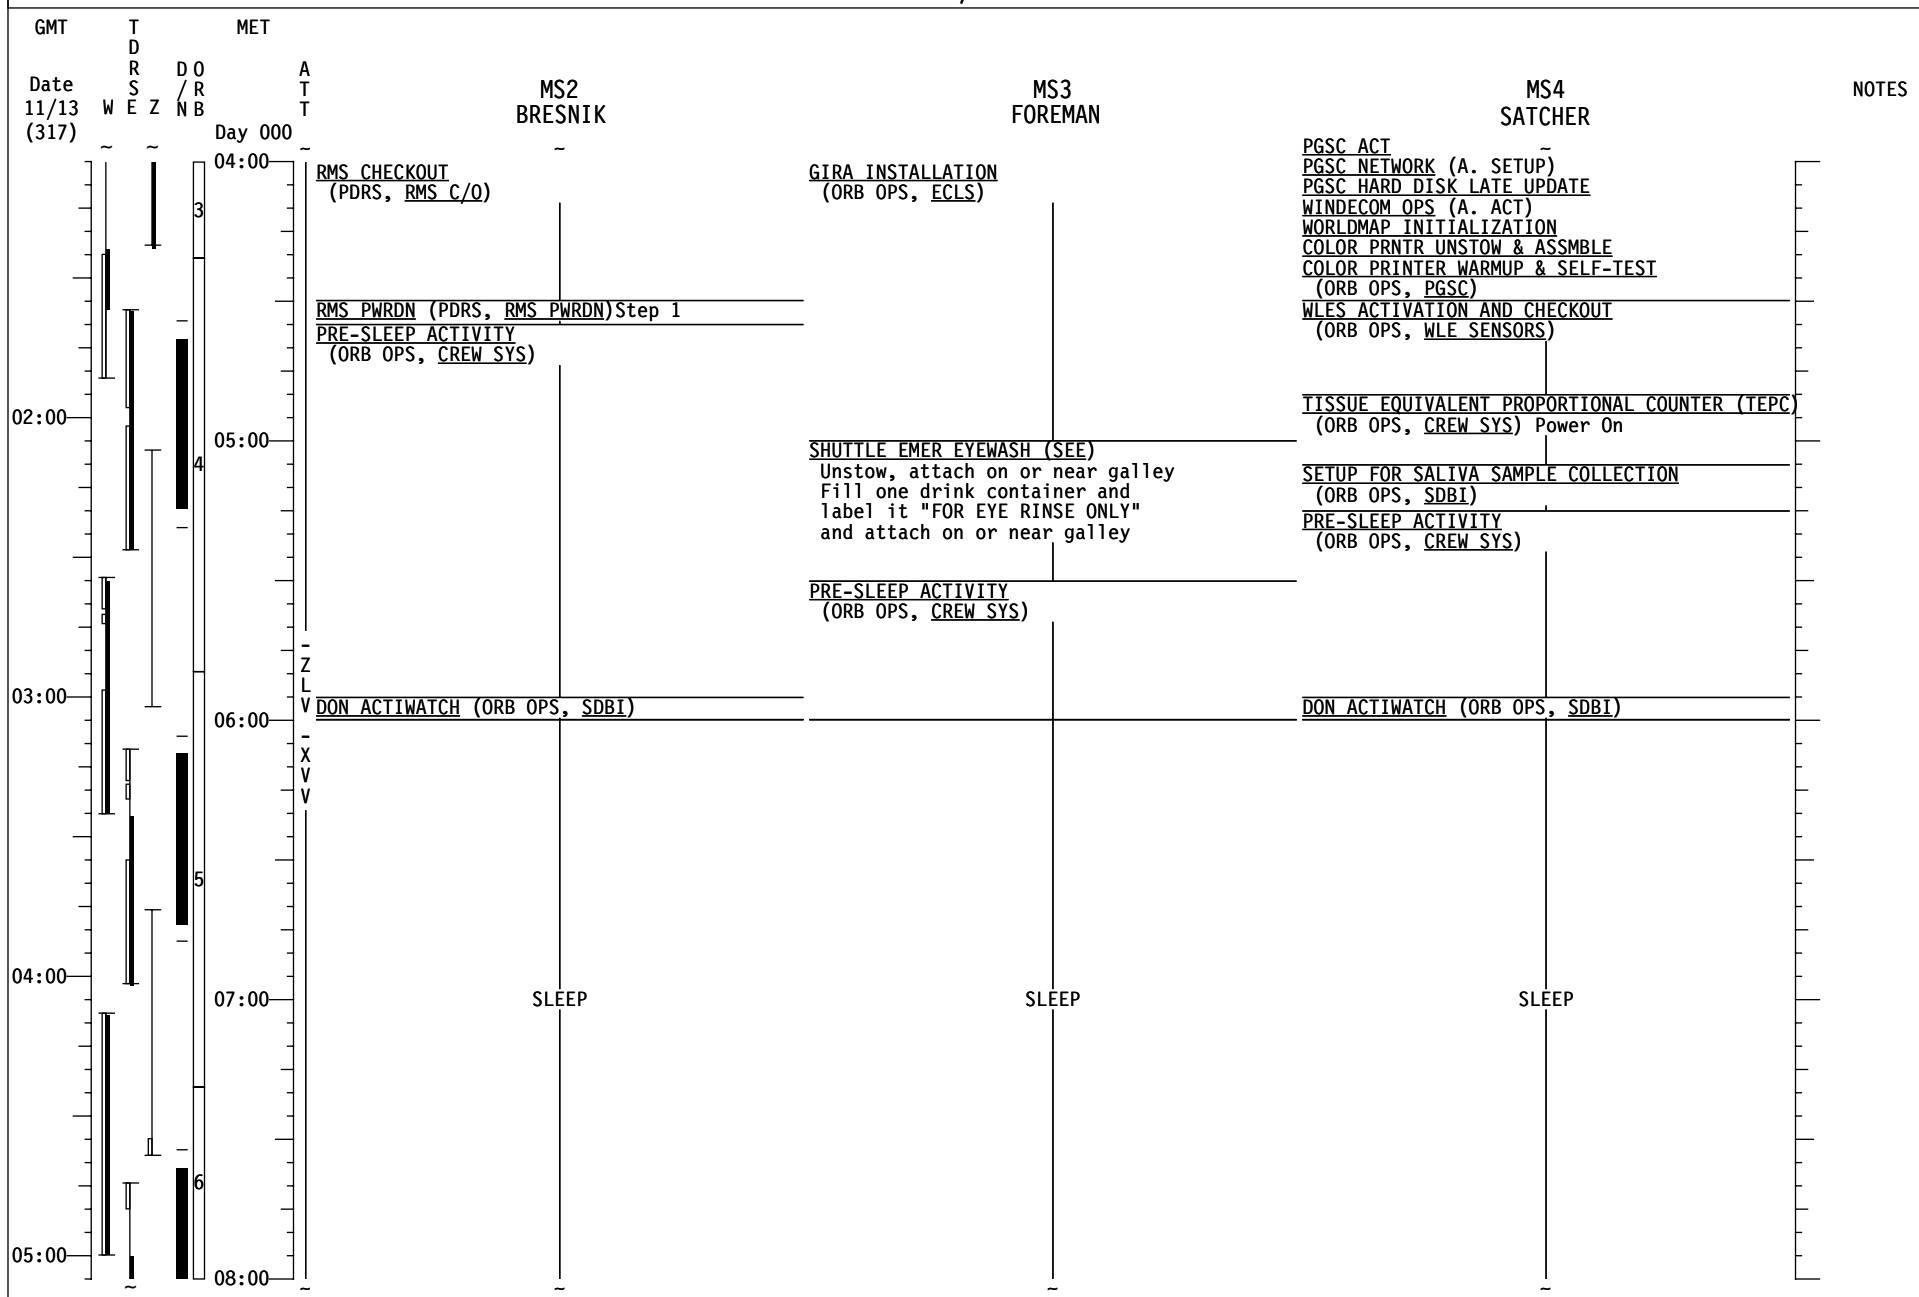 GMT
TDRS
MET
Date
11/13
(317)
W E Z
D/N
ORB
ATT
Day 000
MS2
BRESNIK
MS3
FOREMAN
MS4
SATCHER
NOTES
~ ~ ~ ~ ~
04:00
02:00
05:00
03:00
06:00
04:00
07:00
05:00
08:00
3
4
5
6
-ZLV
-XVV
RMS CHECKOUT
(PDRS, RMS C/O)
RMS PWRDN (PDRS, RMS PWRDN)Step 1
PRE-SLEEP ACTIVITY
(ORB OPS, CREW SYS)
DON ACTIWATCH (ORB OPS, SDBI)
SLEEP
GIRA INSTALLATION
(ORB OPS, ECLS)
SHUTTLE EMER EYEWASH (SEE)
Unstow, attach on or near galley
Fill one drink container and
label it "FOR EYE RINSE ONLY"
and attach on or near galley
PRE-SLEEP ACTIVITY
(ORB OPS, CREW SYS)
SLEEP
PGSC ACT
PGSC NETWORK (A. SETUP)
PGSC HARD DISK LATE UPDATE
WINDECOM OPS (A. ACT)
WORLDMAP INITIALIZATION
COLOR PRNTR UNSTOW & ASSMBLE
COLOR PRINTER WARMUP & SELF-TEST
(ORB OPS, PGSC)
WLES ACTIVATION AND CHECKOUT
(ORB OPS, WLE SENSORS)
TISSUE EQUIVALENT PROPORTIONAL COUNTER (TEPC)
(ORB OPS, CREW SYS) Power On
SETUP FOR SALIVA SAMPLE COLLECTION
(ORB OPS, SDBI)
PRE-SLEEP ACTIVITY
(ORB OPS, CREW SYS)
DON ACTIWATCH (ORB OPS, SDBI)
SLEEP
~ ~ ~ ~ ~